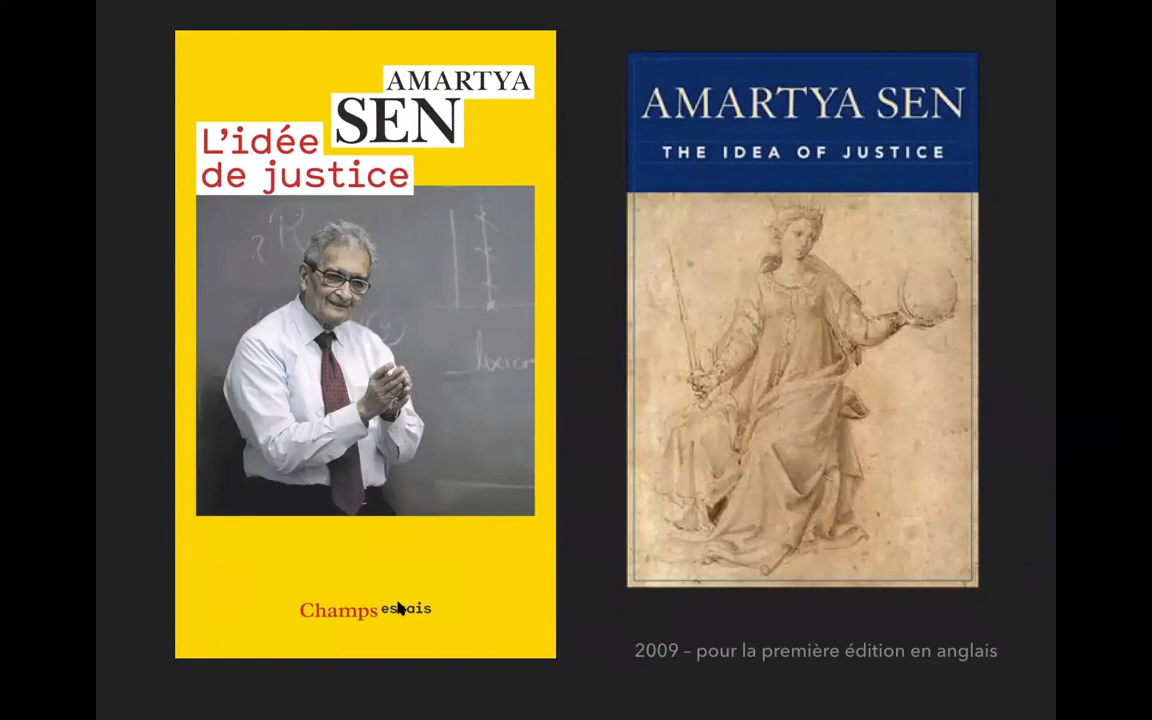 AMARTYA
SEN
L'idée
de justice
Champs essais
AMARTYA SEN
THE IDEA OF JUSTICE
2009 – pour la première édition en anglais